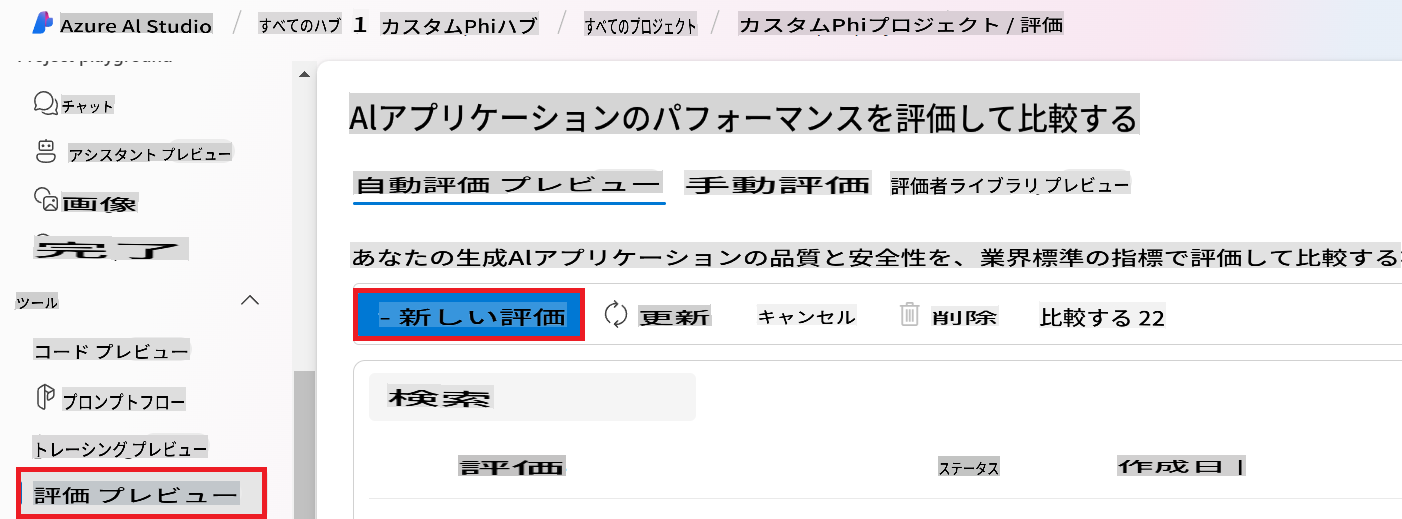 Azure Al Studio / すべてのハブ 1 カスタムPhiハブ / すべてのプロジェクト / カスタムPhiプロジェクト / 評価
Project playground
チャット
アシスタント プレビュー
画像
完了
ツール
コード プレビュー
プロンプトフロー
トレーシングプレビュー
評価 プレビュー
Alアプリケーションのパフォーマンスを評価して比較する
自動評価 プレビュー 手動評価 評価者ライブラリ プレビュー
あなたの生成Alアプリケーションの品質と安全性を、業界標準の指標で評価して比較する
- 新しい評価 更新 キャンセル 削除 比較する 22
検索
評価 ステータス 作成日 |